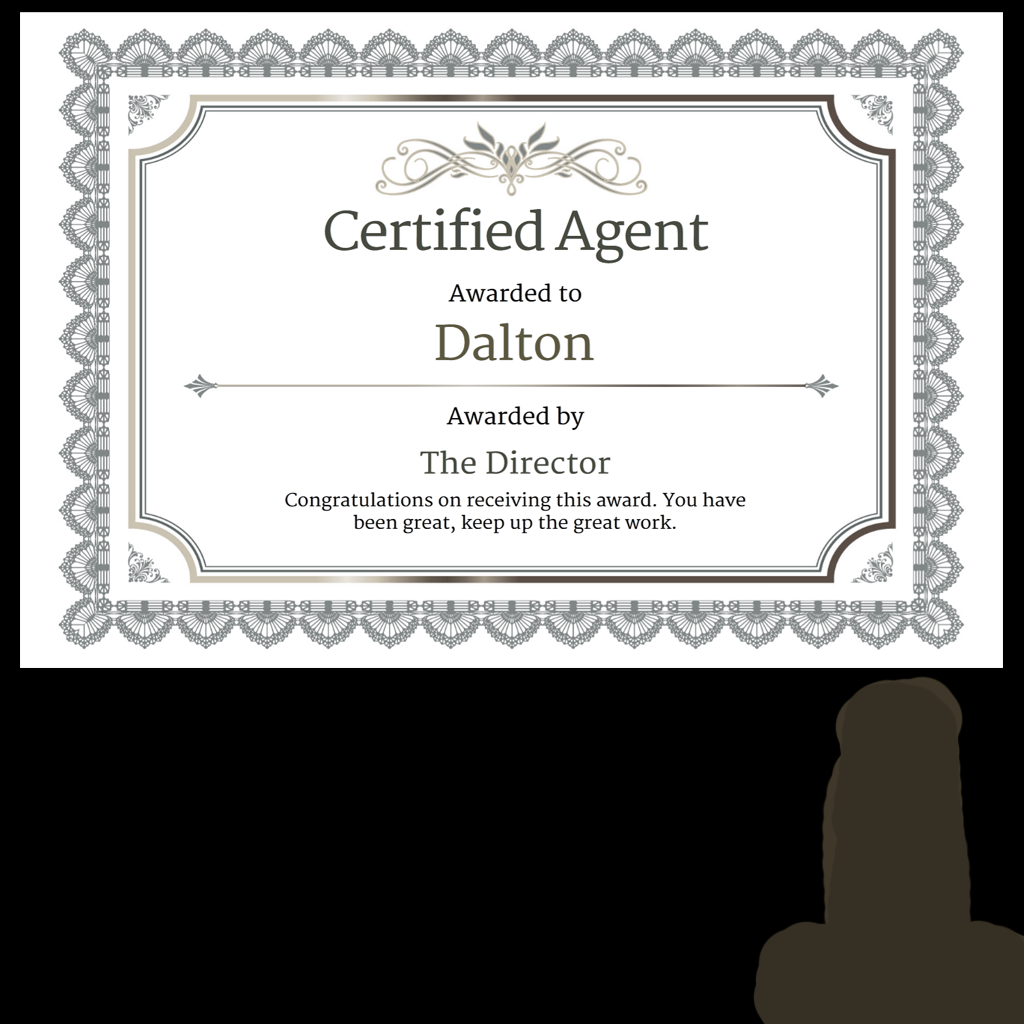 Certified Agent
Awarded to
Dalton
Awarded by
The Director
Congratulations on receiving this award. You have
been great, keep up the great work.